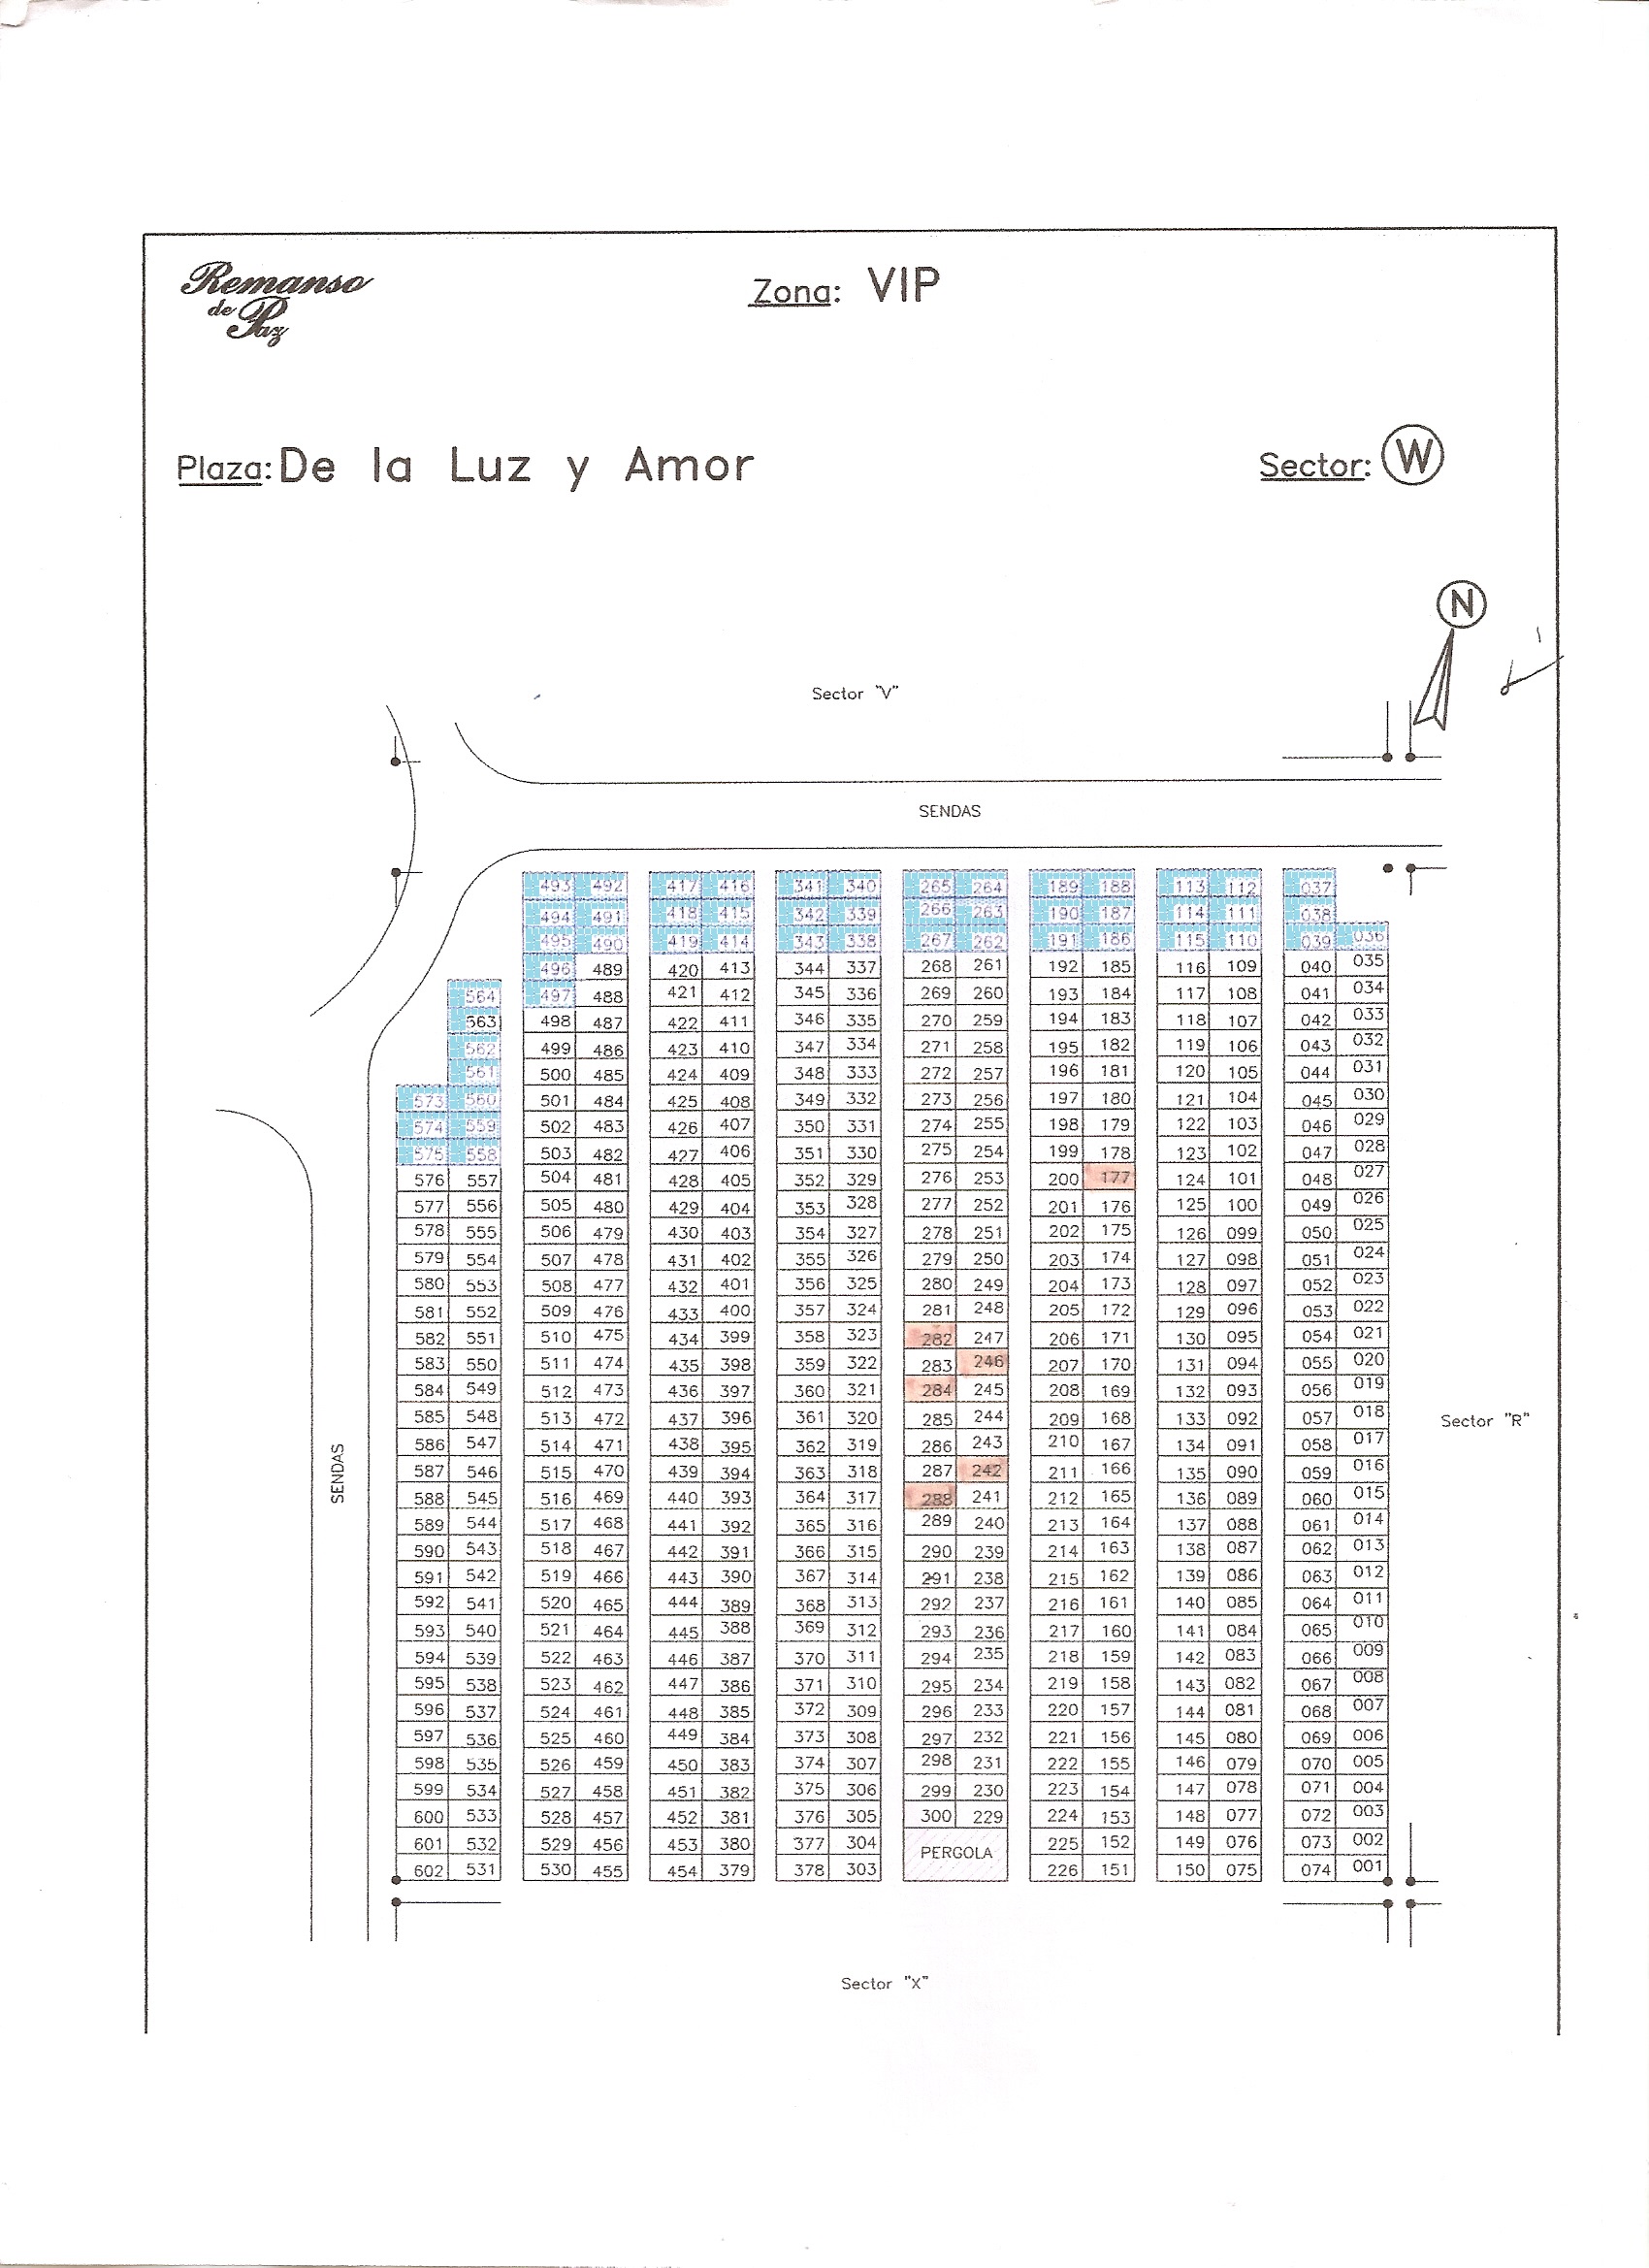 Remanso
de Paz
Zona: VIP
Plaza: De la Luz y Amor
Sector: W
N
Sector "V"
SENDAS
493 492 417 416 341 340 265 264 189 188 113 112 037
494 491 418 415 342 339 266 263 190 187 114 111 038
495 490 419 414 343 338 267 262 191 186 115 110 039 036
496 489 420 413 344 337 268 261 192 185 116 109 040 035
564 497 488 421 412 345 336 269 260 193 184 117 108 041 034
563 498 487 422 411 346 335 270 259 194 183 118 107 042 033
562 499 486 423 410 347 334 271 258 195 182 119 106 043 032
561 500 485 424 409 348 333 272 257 196 181 120 105 044 031
573 560 501 484 425 408 349 332 273 256 197 180 121 104 045 030
574 559 502 483 426 407 350 331 274 255 198 179 122 103 046 029
575 558 503 482 427 406 351 330 275 254 199 178 123 102 047 028
576 557 504 481 428 405 352 329 276 253 200 177 124 101 048 027
577 556 505 480 429 404 353 328 277 252 201 176 125 100 049 026
578 555 506 479 430 403 354 327 278 251 202 175 126 099 050 025
579 554 507 478 431 402 355 326 279 250 203 174 127 098 051 024
580 553 508 477 432 401 356 325 280 249 204 173 128 097 052 023
581 552 509 476 433 400 357 324 281 248 205 172 129 096 053 022
582 551 510 475 434 399 358 323 282 247 206 171 130 095 054 021
583 550 511 474 435 398 359 322 283 246 207 170 131 094 055 020
584 549 512 473 436 397 360 321 284 245 208 169 132 093 056 019
585 548 513 472 437 396 361 320 285 244 209 168 133 092 057 018
586 547 514 471 438 395 362 319 286 243 210 167 134 091 058 017
587 546 515 470 439 394 363 318 287 242 211 166 135 090 059 016
588 545 516 469 440 393 364 317 288 241 212 165 136 089 060 015
589 544 517 468 441 392 365 316 289 240 213 164 137 088 061 014
590 543 518 467 442 391 366 315 290 239 214 163 138 087 062 013
591 542 519 466 443 390 367 314 291 238 215 162 139 086 063 012
592 541 520 465 444 389 368 313 292 237 216 161 140 085 064 011
593 540 521 464 445 388 369 312 293 236 217 160 141 084 065 010
594 539 522 463 446 387 370 311 294 235 218 159 142 083 066 009
595 538 523 462 447 386 371 310 295 234 219 158 143 082 067 008
596 537 524 461 448 385 372 309 296 233 220 157 144 081 068 007
597 536 525 460 449 384 373 308 297 232 221 156 145 080 069 006
598 535 526 459 450 383 374 307 298 231 222 155 146 079 070 005
599 534 527 458 451 382 375 306 299 230 223 154 147 078 071 004
600 533 528 457 452 381 376 305 300 229 224 153 148 077 072 003
601 532 529 456 453 380 377 304 225 152 149 076 073 002
PERGOLA
602 531 530 455 454 379 378 303 226 151 150 075 074 001
SENDAS
Sector "R"
Sector "X"